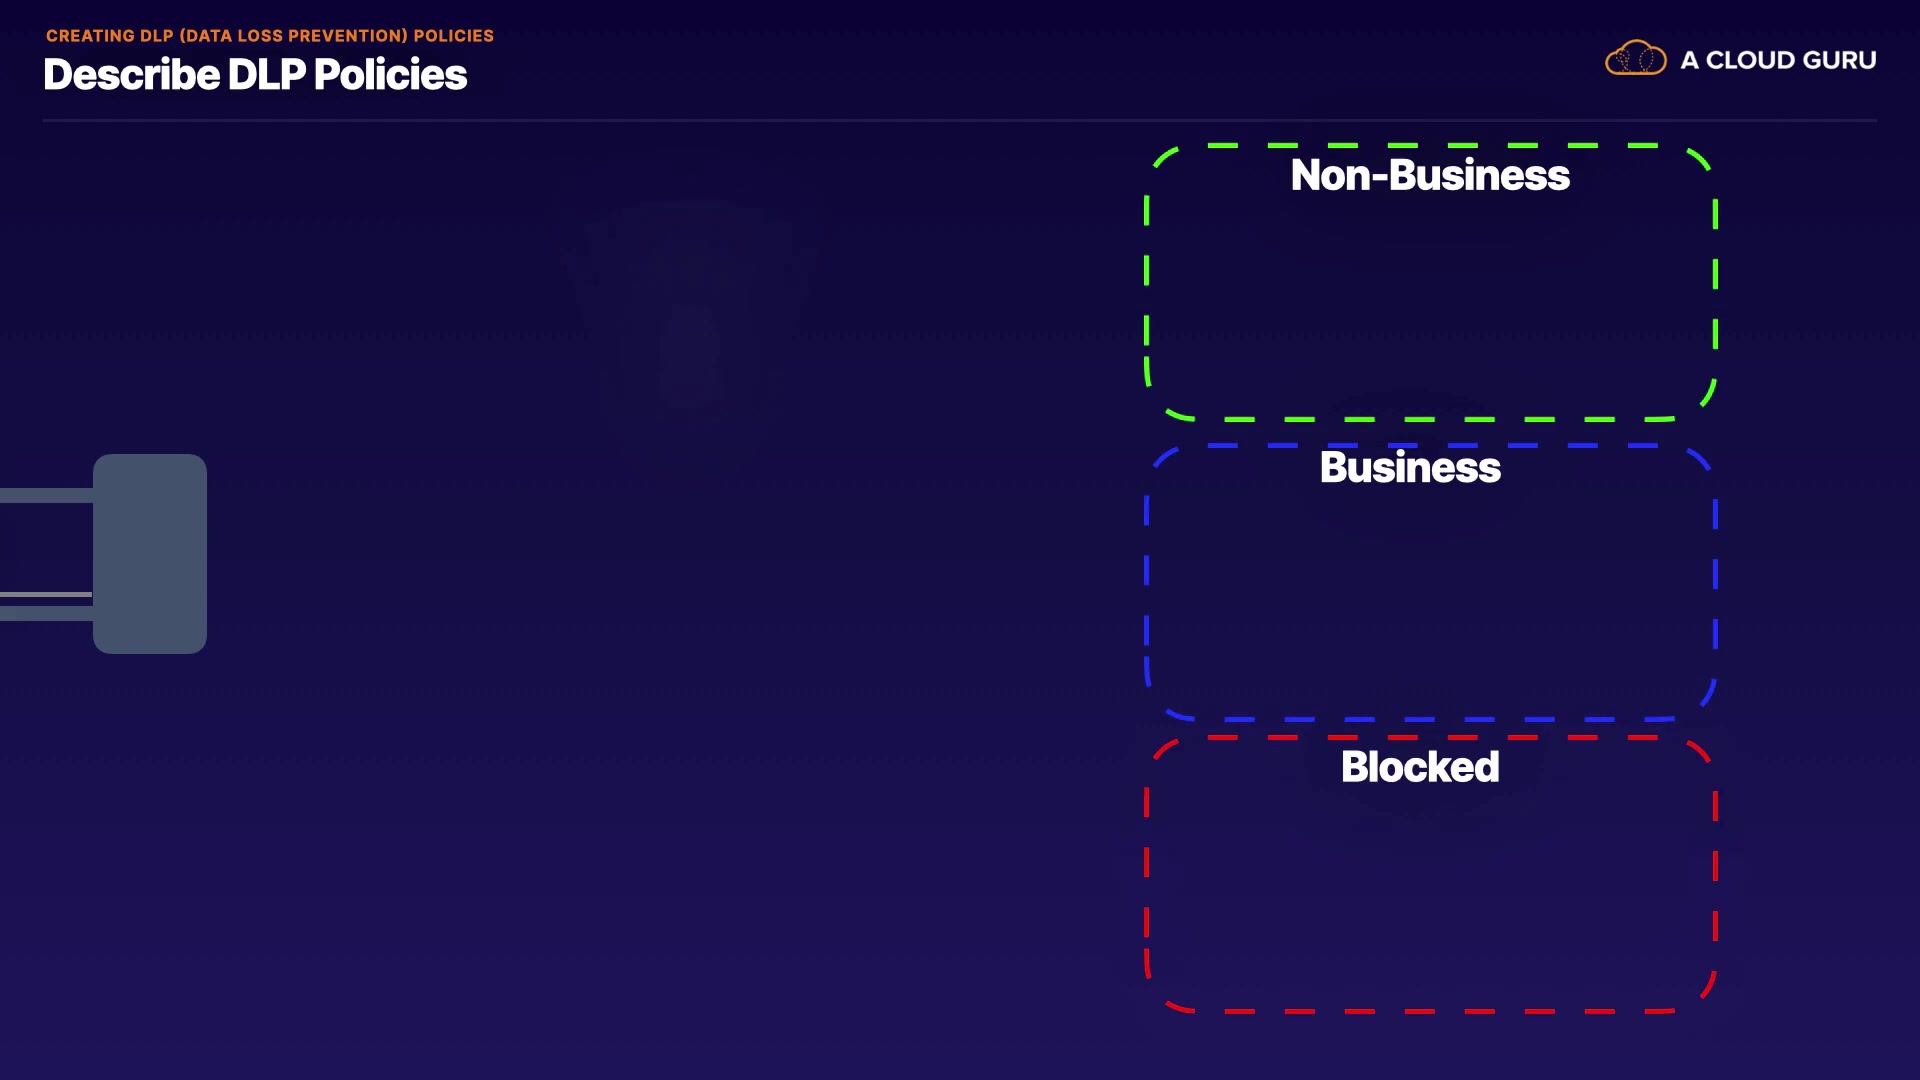 CREATING DLP (DATA LOSS PREVENTION) POLICIES
Describe DLP Policies
A CLOUD GURU
Non-Business
Business
Blocked